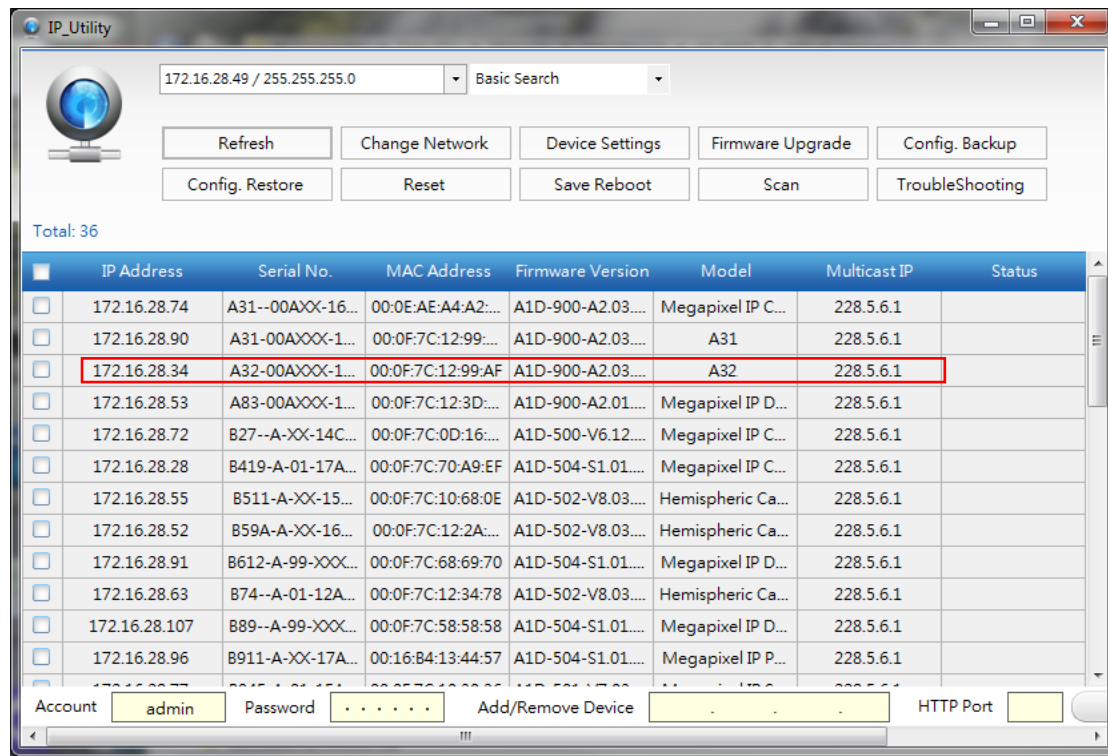 IP_Utility
172.16.28.49 / 255.255.255.0 Basic Search
Refresh Change Network Device Settings Firmware Upgrade Config. Backup
Config. Restore Reset Save Reboot Scan TroubleShooting
Total: 36
IP Address Serial No. MAC Address Firmware Version Model Multicast IP Status
172.16.28.74 A31--00AXX-16... 00:0E:AE:A4:A2:... A1D-900-A2.03.... Megapixel IP C... 228.5.6.1
172.16.28.90 A31-00AXXX-1... 00:0F:7C:12:99:... A1D-900-A2.03.... A31 228.5.6.1
172.16.28.34 A32-00AXXX-1... 00:0F:7C:12:99:AF A1D-900-A2.03.... A32 228.5.6.1
172.16.28.53 A83-00AXXX-1... 00:0F:7C:12:3D:... A1D-900-A2.01.... Megapixel IP D... 228.5.6.1
172.16.28.72 B27--A-XX-14C... 00:0F:7C:0D:16:... A1D-500-V6.12.... Megapixel IP C... 228.5.6.1
172.16.28.28 B419-A-01-17A... 00:0F:7C:70:A9:EF A1D-504-S1.01.... Megapixel IP C... 228.5.6.1
172.16.28.55 B511-A-XX-15... 00:0F:7C:10:68:0E A1D-502-V8.03.... Hemispheric Ca... 228.5.6.1
172.16.28.52 B59A-A-XX-16... 00:0F:7C:12:2A:... A1D-502-V8.03.... Hemispheric Ca... 228.5.6.1
172.16.28.91 B612-A-99-XXX... 00:0F:7C:68:69:70 A1D-504-S1.01.... Megapixel IP D... 228.5.6.1
172.16.28.63 B74--A-01-12A... 00:0F:7C:12:34:78 A1D-502-V8.03.... Hemispheric Ca... 228.5.6.1
172.16.28.107 B89--A-99-XXX... 00:0F:7C:58:58:58 A1D-504-S1.01.... Megapixel IP D... 228.5.6.1
172.16.28.96 B911-A-XX-17A... 00:16:B4:13:44:57 A1D-504-S1.01.... Megapixel IP P... 228.5.6.1
Account admin Password Add/Remove Device . . . HTTP Port